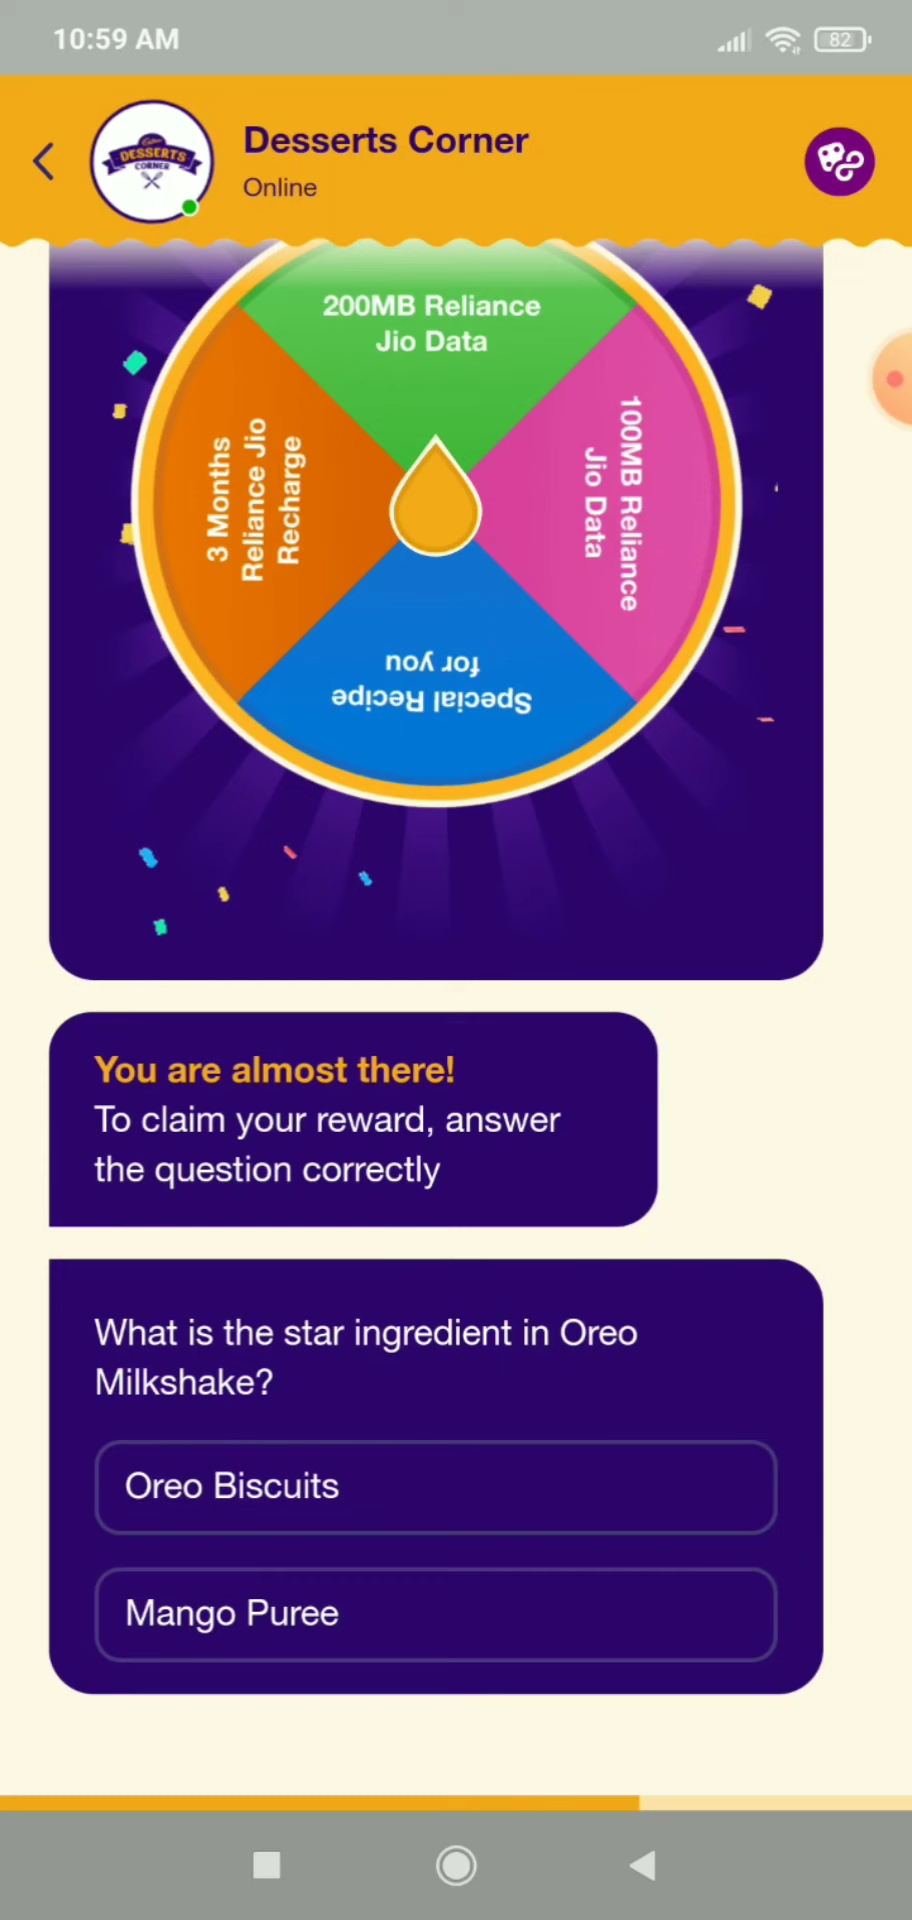 10:59 AM
82
DESSERTS
CORNER
Desserts Corner
Online
200MB Reliance
Jio Data
3 Months
Reliance Jio
Recharge
100MB Reliance
Jio Data
Special Recipe
for you
You are almost there!
To claim your reward, answer
the question correctly
What is the star ingredient in Oreo
Milkshake?
Oreo Biscuits
Mango Puree